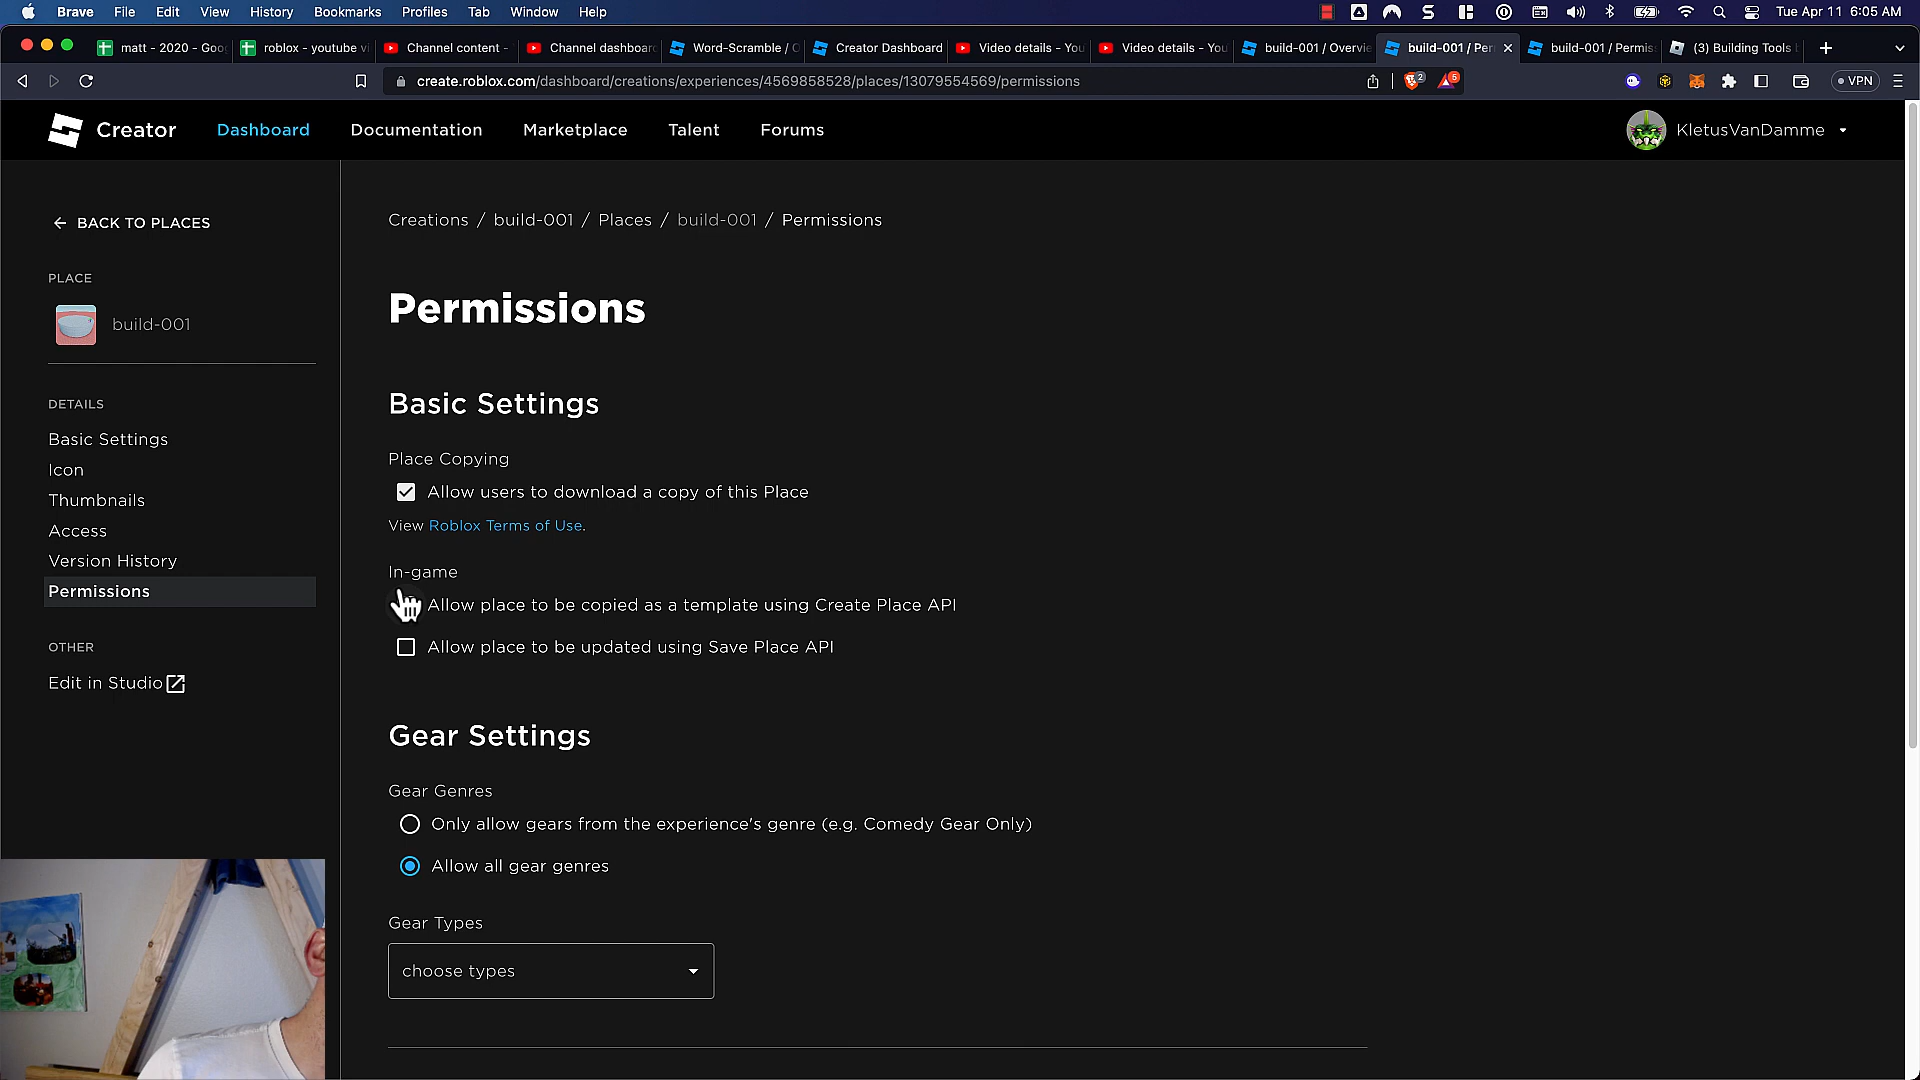 Brave File Edit View History Bookmarks Profiles Tab Window Help Tue Apr 11 6:05 AM
matt - 2020 - Goo roblox - youtube vi Channel content - Channel dashboard Word-Scramble / O Creator Dashboard Video details - You Video details - You build-001 / Overvie build-001 / Per build-001 / Permis (3) Building Tools b
create.roblox.com/dashboard/creations/experiences/4569858528/places/13079554569/permissions 2 6 VPN
Creator Dashboard Documentation Marketplace Talent Forums KletusVanDamme
BACK TO PLACES
PLACE
build-001
DETAILS
Basic Settings
Icon
Thumbnails
Access
Version History
Permissions
OTHER
Edit in Studio
Creations / build-001 / Places / build-001 / Permissions
Permissions
Basic Settings
Place Copying
Allow users to download a copy of this Place
View Roblox Terms of Use.
In-game
Allow place to be copied as a template using Create Place API
Allow place to be updated using Save Place API
Gear Settings
Gear Genres
Only allow gears from the experience's genre (e.g. Comedy Gear Only)
Allow all gear genres
Gear Types
choose types